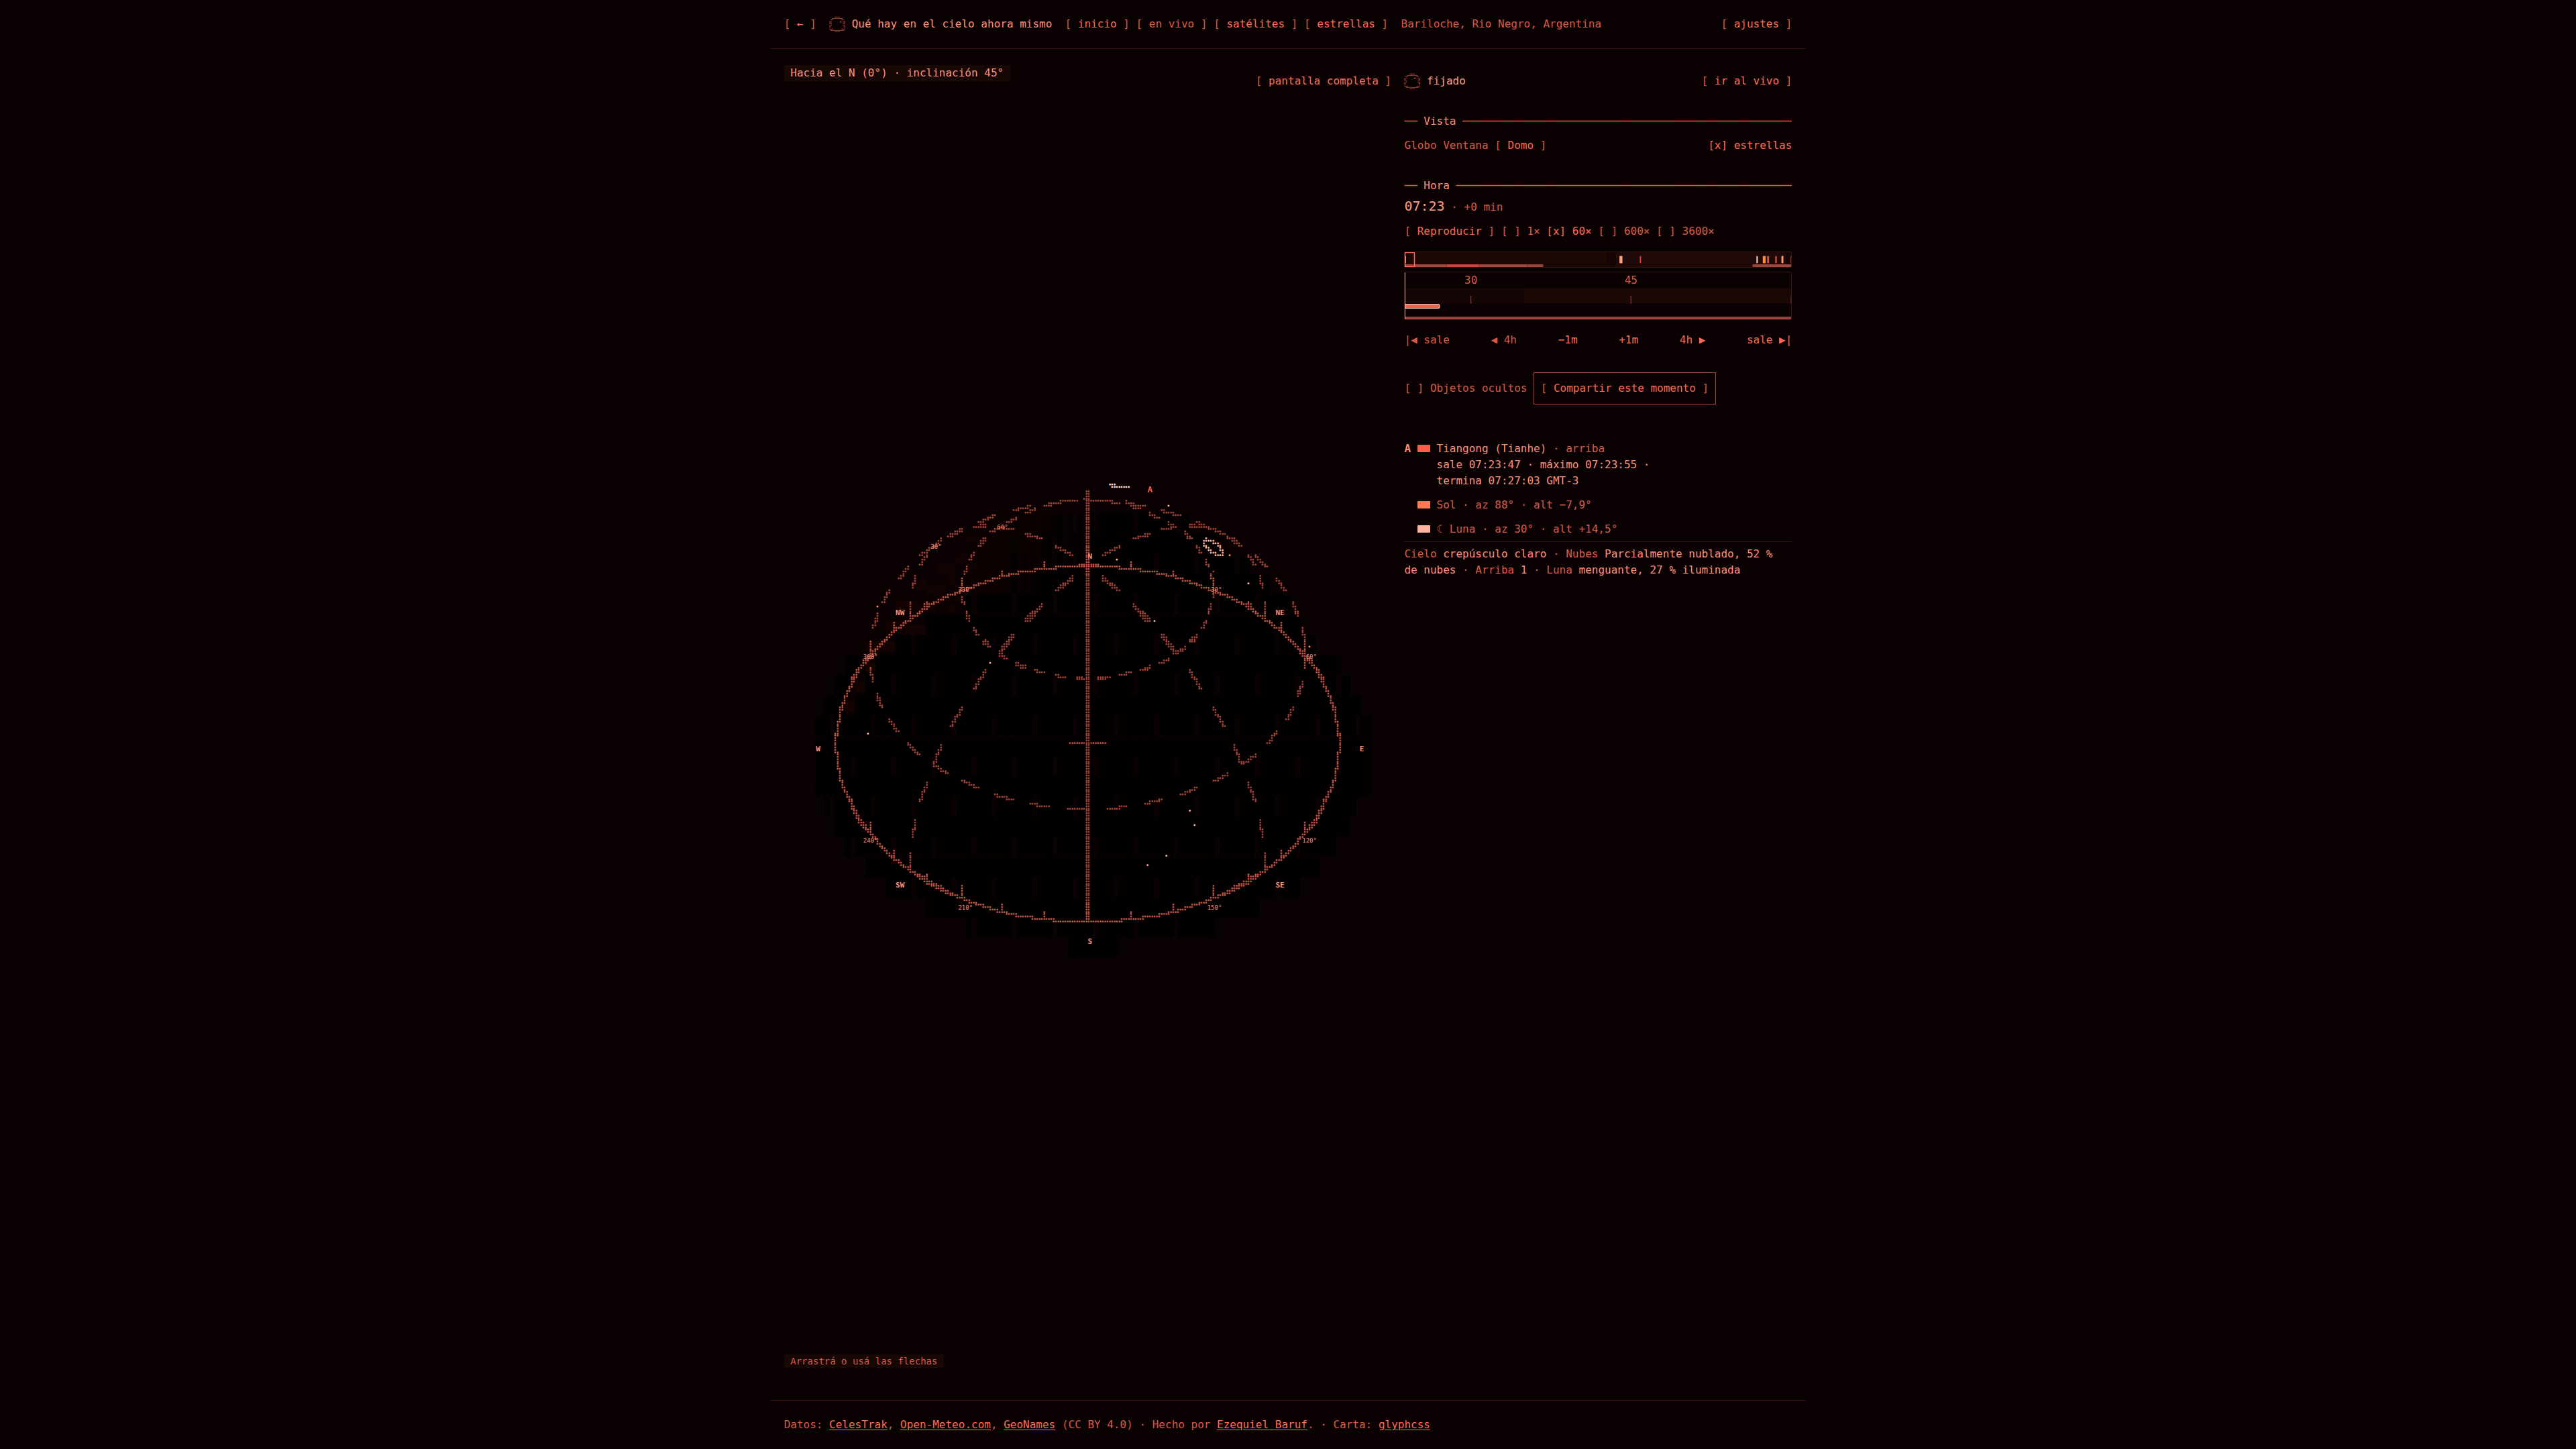 [ ← ] Qué hay en el cielo ahora mismo [ inicio ] [ en vivo ] [ satélites ] [ estrellas ] Bariloche, Rio Negro, Argentina [ ajustes ]
Hacia el N (0°) · inclinación 45°
[ pantalla completa ]
fijado [ ir al vivo ]
Vista
Globo Ventana [ Domo ] [x] estrellas
Hora
07:23 · +0 min
[ Reproducir ] [ ] 1× [x] 60× [ ] 600× [ ] 3600×
30 45
|◀ sale ◀ 4h −1m +1m 4h ▶ sale ▶|
[ ] Objetos ocultos [ Compartir este momento ]
A Tiangong (Tianhe) · arriba
sale 07:23:47 · máximo 07:23:55 ·
termina 07:27:03 GMT-3
Sol · az 88° · alt −7,9°
☾ Luna · az 30° · alt +14,5°
Cielo crepúsculo claro · Nubes Parcialmente nublado, 52 %
de nubes · Arriba 1 · Luna menguante, 27 % iluminada
A
N
NW NE
W E
240° 120°
SW SE
210° 150°
S
Arrastrá o usá las flechas
Datos: CelesTrak, Open-Meteo.com, GeoNames (CC BY 4.0) · Hecho por Ezequiel Baruf. · Carta: glyphcss